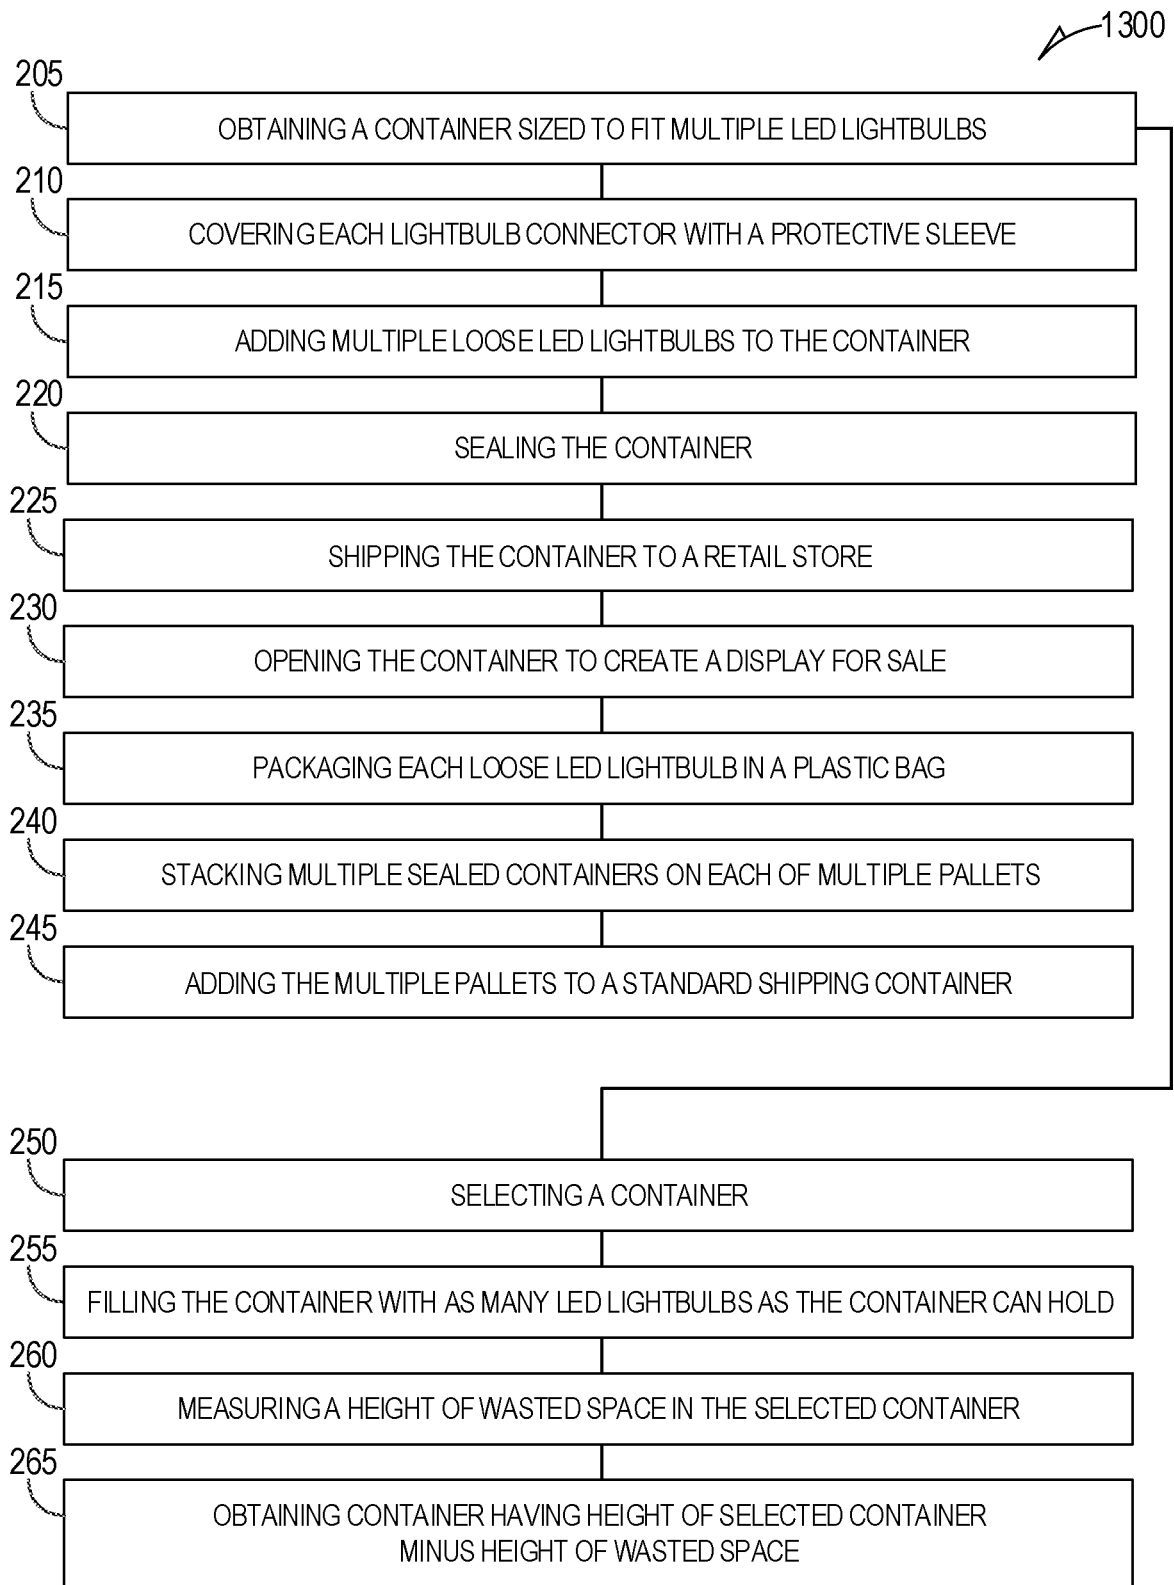 1300
205
OBTAINING A CONTAINER SIZED TO FIT MULTIPLE LED LIGHTBULBS
210
COVERING EACH LIGHTBULB CONNECTOR WITH A PROTECTIVE SLEEVE
215
ADDING MULTIPLE LOOSE LED LIGHTBULBS TO THE CONTAINER
220
SEALING THE CONTAINER
225
SHIPPING THE CONTAINER TO A RETAIL STORE
230
OPENING THE CONTAINER TO CREATE A DISPLAY FOR SALE
235
PACKAGING EACH LOOSE LED LIGHTBULB IN A PLASTIC BAG
240
STACKING MULTIPLE SEALED CONTAINERS ON EACH OF MULTIPLE PALLETS
245
ADDING THE MULTIPLE PALLETS TO A STANDARD SHIPPING CONTAINER
250
SELECTING A CONTAINER
255
FILLING THE CONTAINER WITH AS MANY LED LIGHTBULBS AS THE CONTAINER CAN HOLD
260
MEASURING A HEIGHT OF WASTED SPACE IN THE SELECTED CONTAINER
265
OBTAINING CONTAINER HAVING HEIGHT OF SELECTED CONTAINER
MINUS HEIGHT OF WASTED SPACE